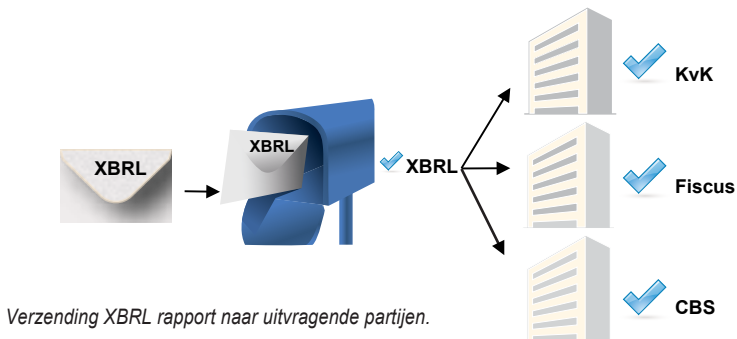 XBRL
XBRL
XBRL
KvK
Fiscus
CBS
Verzending XBRL rapport naar uitvragende partijen.